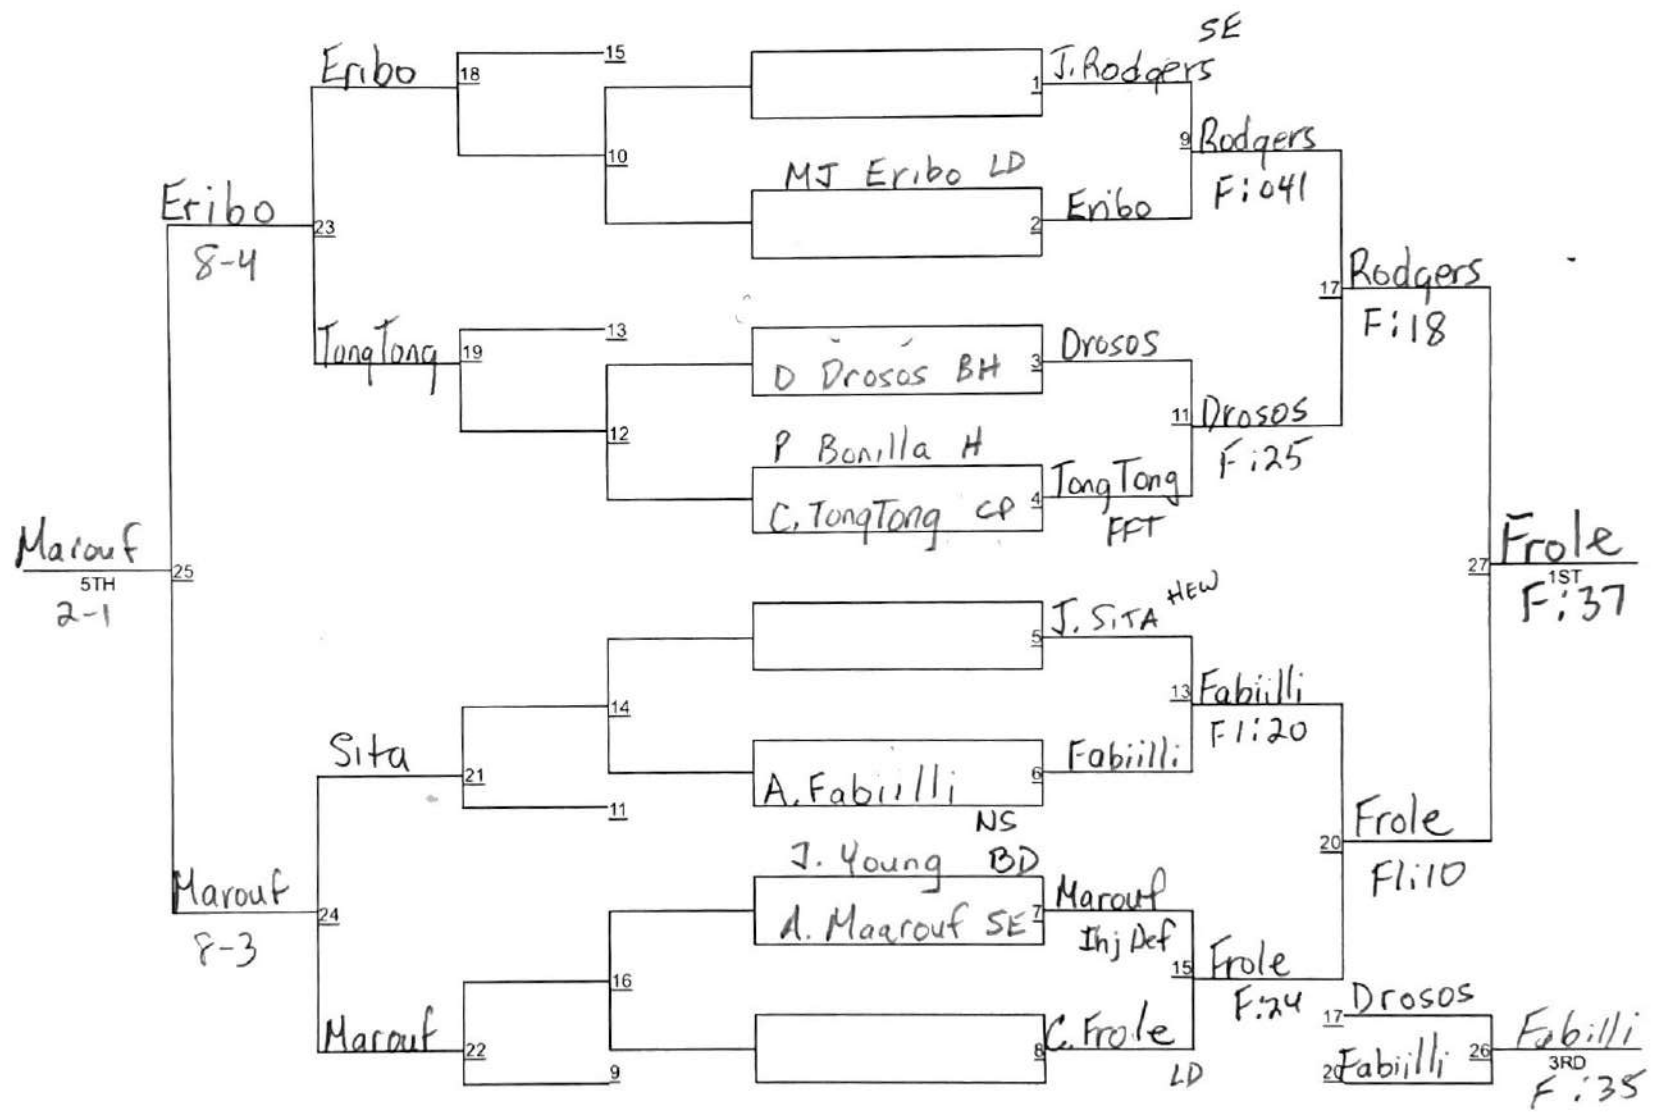 SE
Eribo
18
15
J. Rodgers
1
10
9
Rodgers
F:041
MJ Eribo LD
Eribo
2
Eribo
8-4
23
Rodgers
17
F:18
TongTong
19
13
D Drosos BH
3
Drosos
11
Drosos
F:25
12
P Bonilla H
C. TongTong CP
4
TongTong
FFT
Marouf
5TH
2-1
25
27
Frole
1ST
F:37
J. SITA HEW
5
14
13
Fabiilli
F1:20
Sita
21
A. Fabiilli
NS
6
Fabiilli
11
J. Young BD
20
Frole
F1:10
Marouf
8-3
24
A. Maarouf SE
7
Marouf
Inj Def
15
Frole
F:24
16
Marouf
22
9
8
C. Frole
LD
17
Drosos
20
Fabiilli
26
Fabilli
3RD
F:35